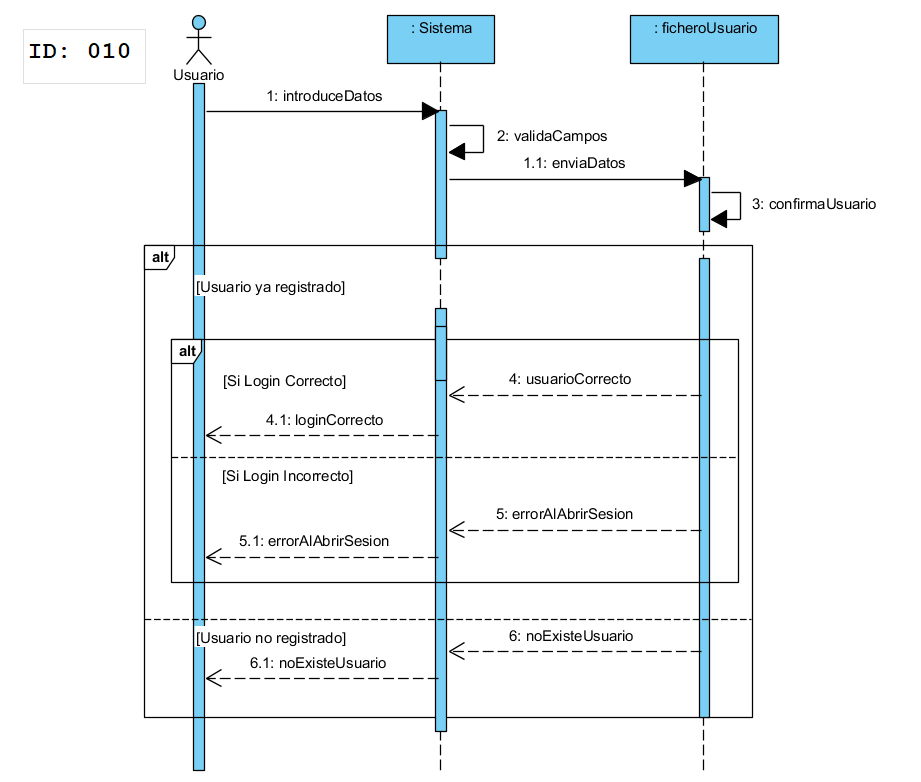 ID: 010
Usuario
: Sistema
: ficheroUsuario
1: introduceDatos
2: validaCampos
1.1: enviaDatos
3: confirmaUsuario
alt
[Usuario ya registrado]
alt
[Si Login Correcto]
4: usuarioCorrecto
4.1: loginCorrecto
[Si Login Incorrecto]
5: errorAlAbrirSesion
5.1: errorAlAbrirSesion
[Usuario no registrado]
6: noExisteUsuario
6.1: noExisteUsuario